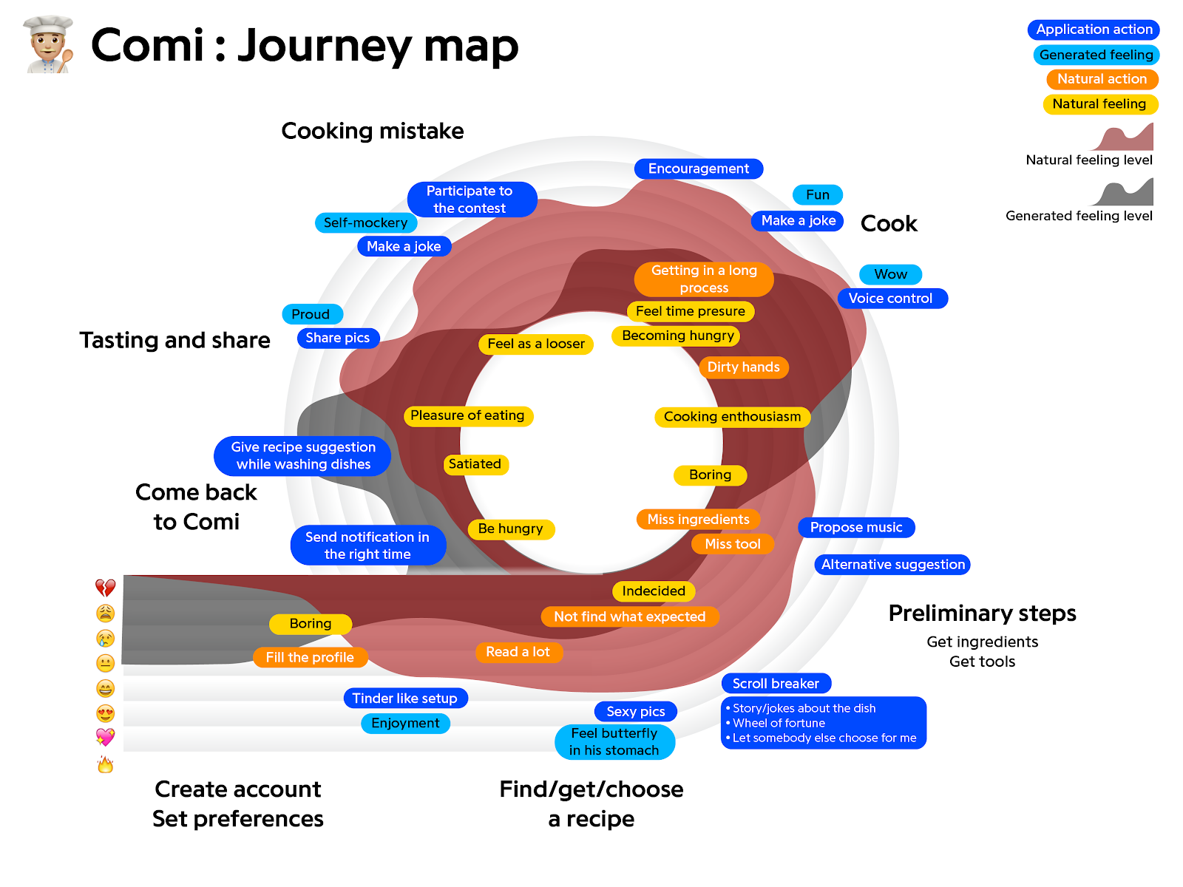 Comi : Journey map
Application action
Generated feeling
Natural action
Natural feeling
Natural feeling level
Generated feeling level
Cooking mistake
Encouragement
Participate to
the contest
Self-mockery
Make a joke
Fun
Make a joke
Cook
Wow
Voice control
Getting in a long
process
Feel time presure
Becoming hungry
Dirty hands
Proud
Share pics
Tasting and share
Feel as a looser
Pleasure of eating
Cooking enthousiasm
Give recipe suggestion
while washing dishes
Satiated
Boring
Come back
to Comi
Be hungry
Miss ingredients
Miss tool
Propose music
Send notification in
the right time
Alternative suggestion
Indecided
Not find what expected
Boring
Fill the profile
Read a lot
Preliminary steps
Get ingredients
Get tools
Scroll breaker
• Story/jokes about the dish
• Wheel of fortune
• Let somebody else choose for me
Tinder like setup
Enjoyment
Sexy pics
Feel butterfly
in his stomach
Create account
Set preferences
Find/get/choose
a recipe